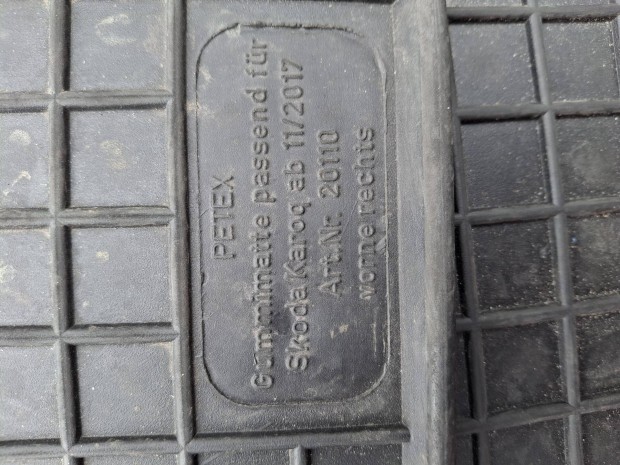 PETEX
Gummimatte passend für
Skoda Karoq ab 11/2017
Art.Nr. 20110
vorne rechts